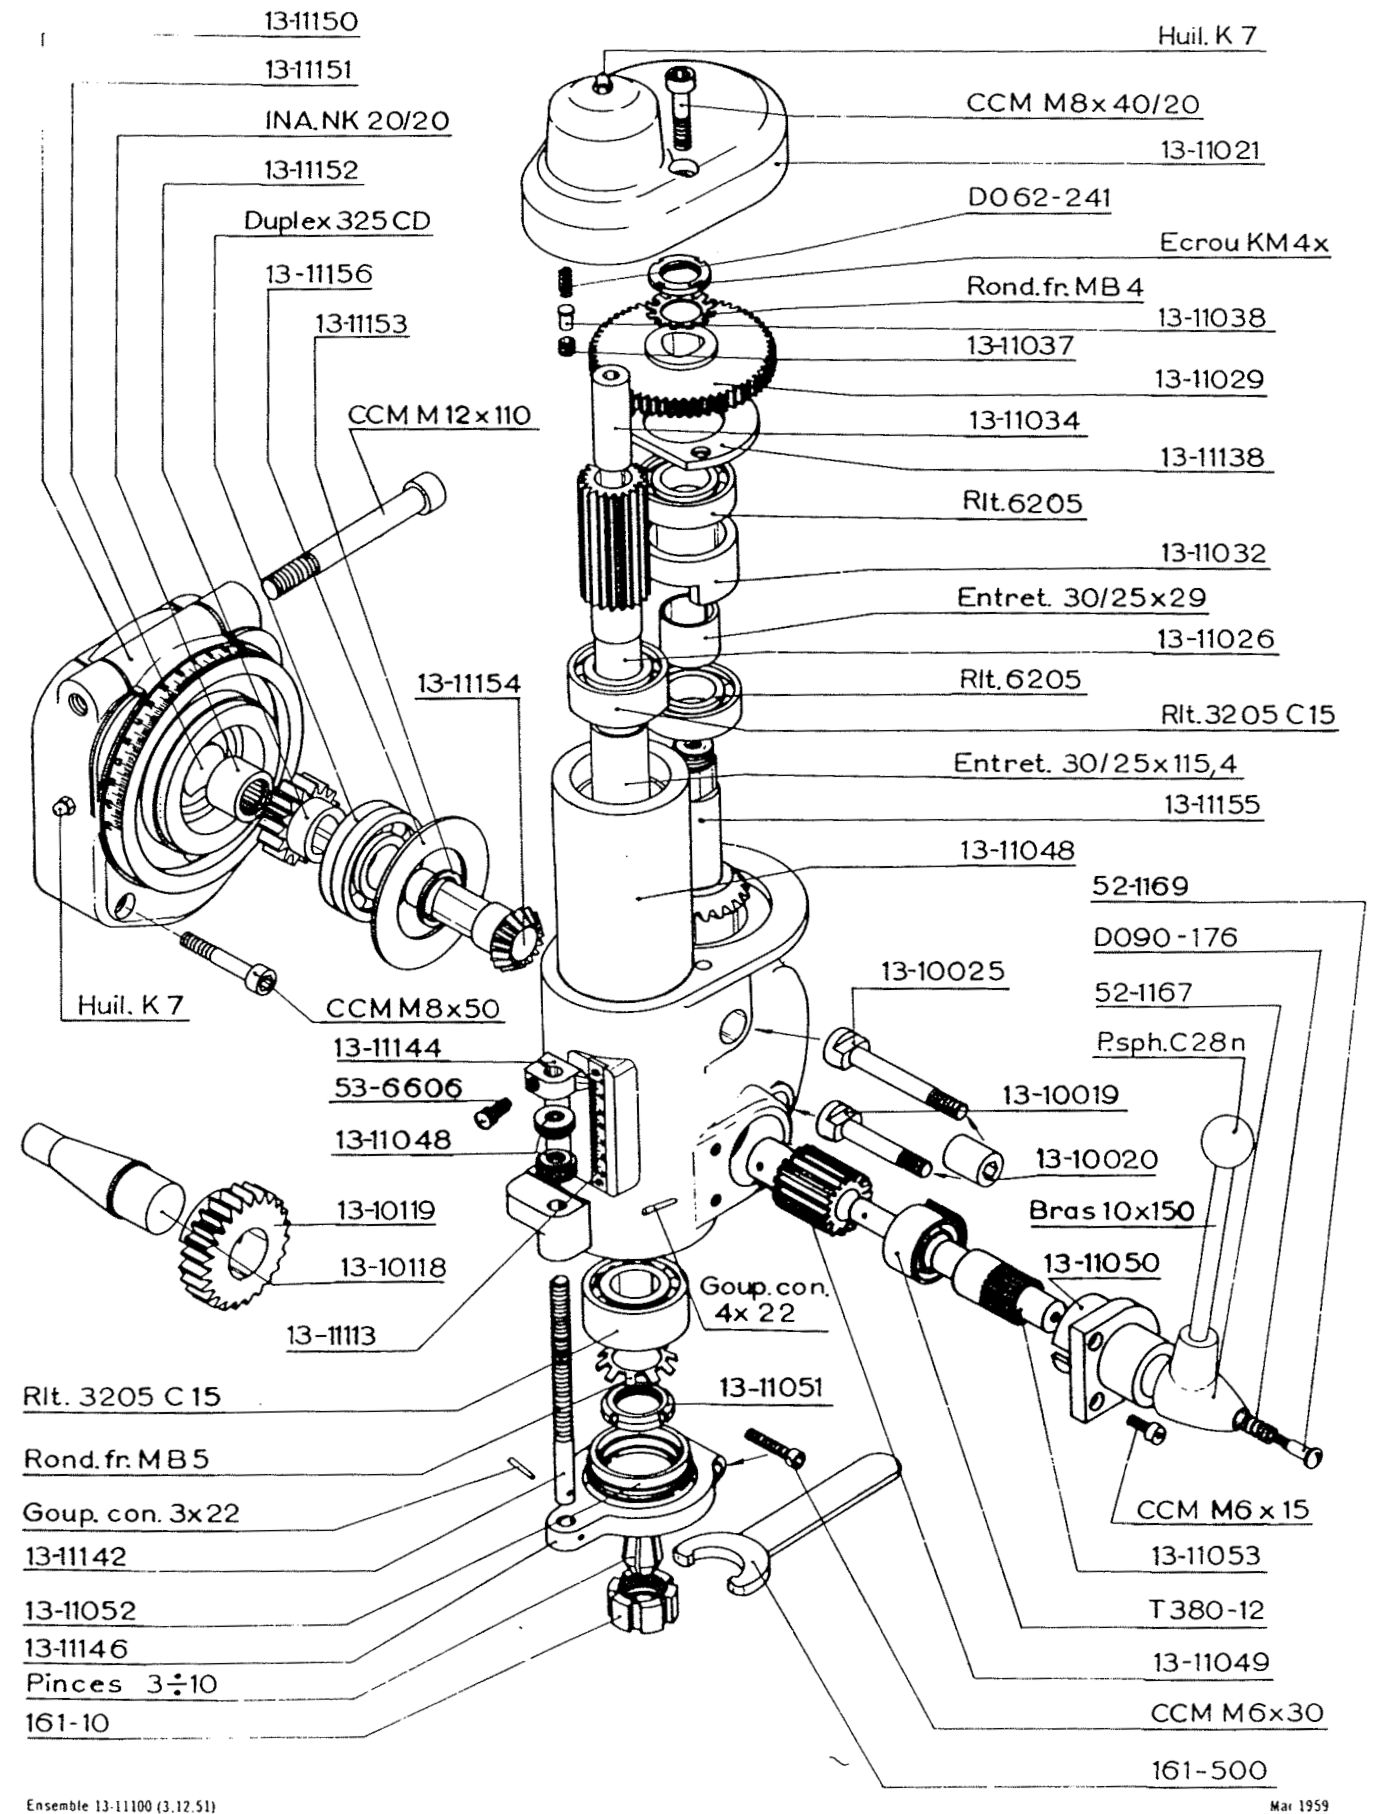 13-11150
13-11151
INA.NK 20/20
13-11152
Duplex 325 CD
13-11156
13-11153
CCM M 12 x 110
13-11154
Huil. K 7
CCM M8 x 40/20
13-11021
D062-241
Ecrou KM 4x
Rond. fr. MB 4
13-11038
13-11037
13-11029
13-11034
13-11138
Rlt. 6205
13-11032
Entret. 30/25x29
13-11026
Rlt. 6205
Rlt. 3205 C15
Entret. 30/25x115,4
13-11155
13-11048
52-1169
D090-176
52-1167
P.sph. C28n
13-10025
13-10019
13-10020
Bras 10x150
13-11050
Huil. K 7
CCM M8x50
13-11144
53-6606
13-11048
13-10119
13-10118
13-11113
Goup. con.
4x 22
13-11051
Rlt. 3205 C 15
Rond. fr. M B 5
Goup. con. 3x22
13-11142
13-11052
13-11146
Pinces 3÷10
161-10
CCM M6 x 15
13-11053
T 380-12
13-11049
CCM M6x30
161-500
Ensemble 13-11100 (3.12.51)
Mai 1959